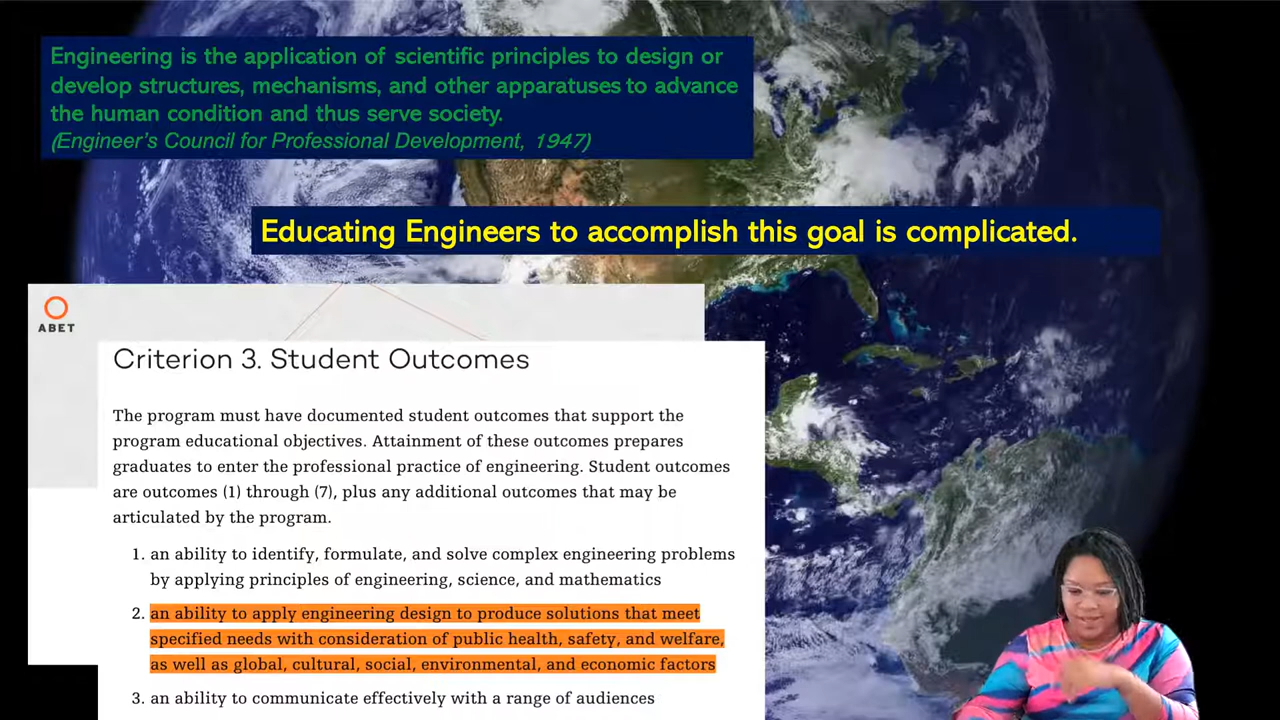 Engineering is the application of scientific principles to design or
develop structures, mechanisms, and other apparatuses to advance
the human condition and thus serve society.
(Engineer's Council for Professional Development, 1947)
Educating Engineers to accomplish this goal is complicated.
ABET
Criterion 3. Student Outcomes
The program must have documented student outcomes that support the
program educational objectives. Attainment of these outcomes prepares
graduates to enter the professional practice of engineering. Student outcomes
are outcomes (1) through (7), plus any additional outcomes that may be
articulated by the program.
1. an ability to identify, formulate, and solve complex engineering problems
by applying principles of engineering, science, and mathematics
2. an ability to apply engineering design to produce solutions that meet
specified needs with consideration of public health, safety, and welfare,
as well as global, cultural, social, environmental, and economic factors
3. an ability to communicate effectively with a range of audiences